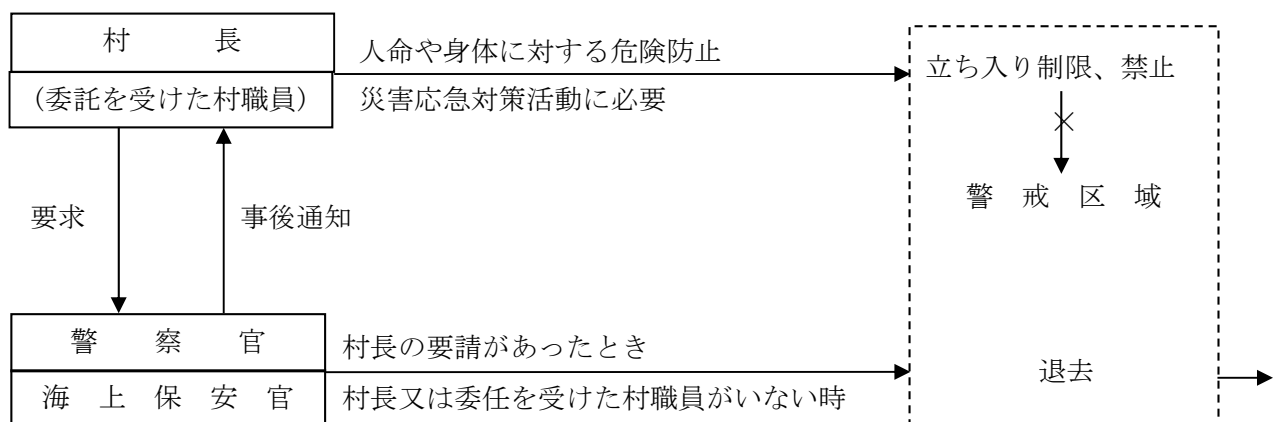 村　　　長
(委託を受けた村職員)
人命や身体に対する危険防止
災害応急対策活動に必要
立ち入り制限、禁止
警　戒　区　域
要求
事後通知
警　　察　　官
海　上　保　安　官
村長の要請があったとき
村長又は委任を受けた村職員がいない時
退去